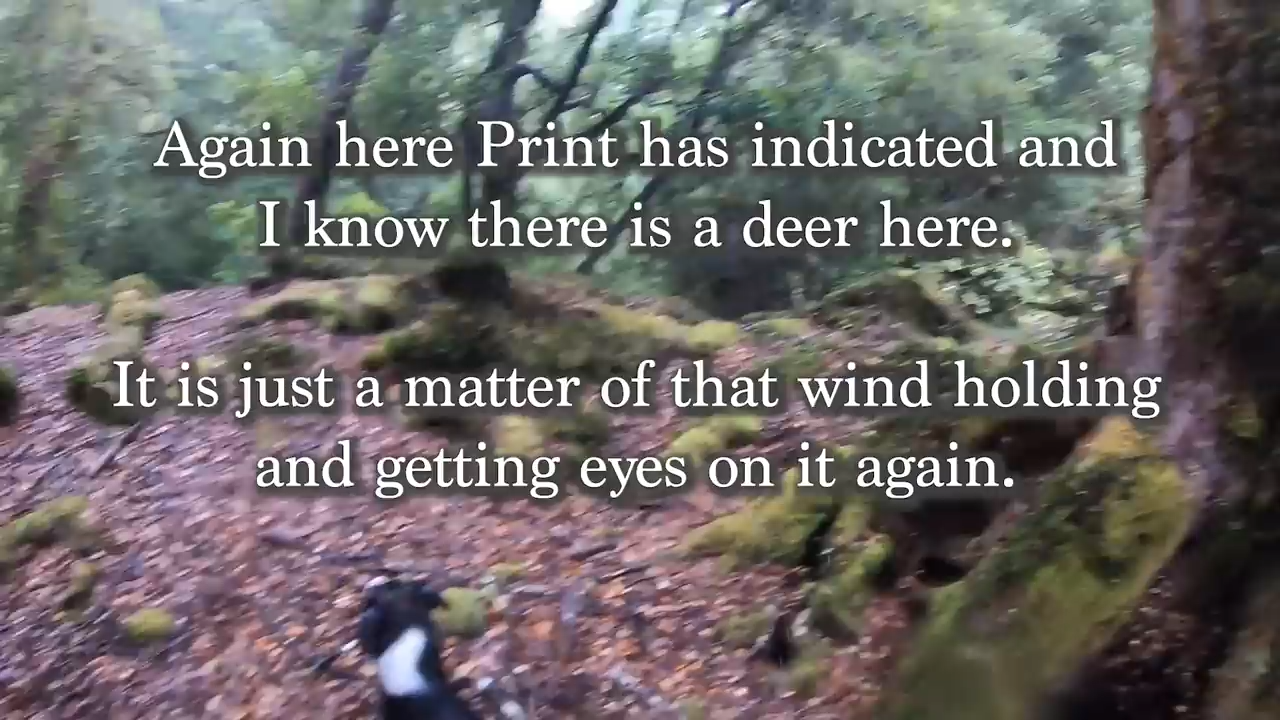 Again here Print has indicated and
I know there is a deer here.
It is just a matter of that wind holding
and getting eyes on it again.